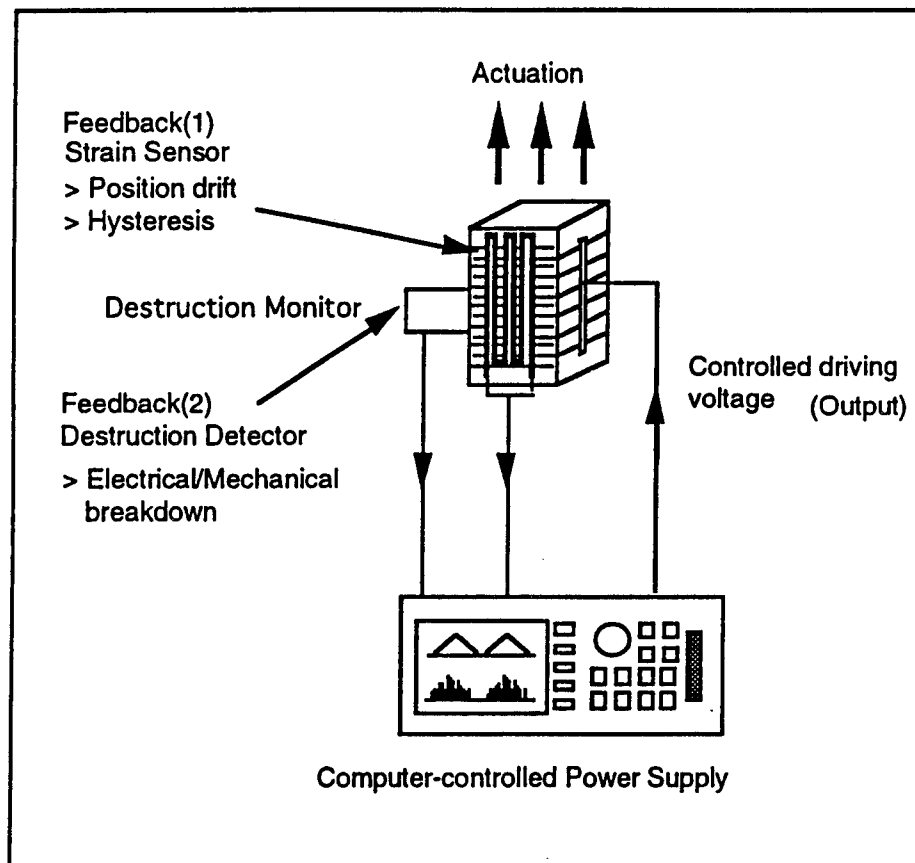 Actuation
Feedback(1)
Strain Sensor
> Position drift
> Hysteresis
Destruction Monitor
Feedback(2)
Destruction Detector
> Electrical/Mechanical
breakdown
Controlled driving
voltage (Output)
Computer-controlled Power Supply